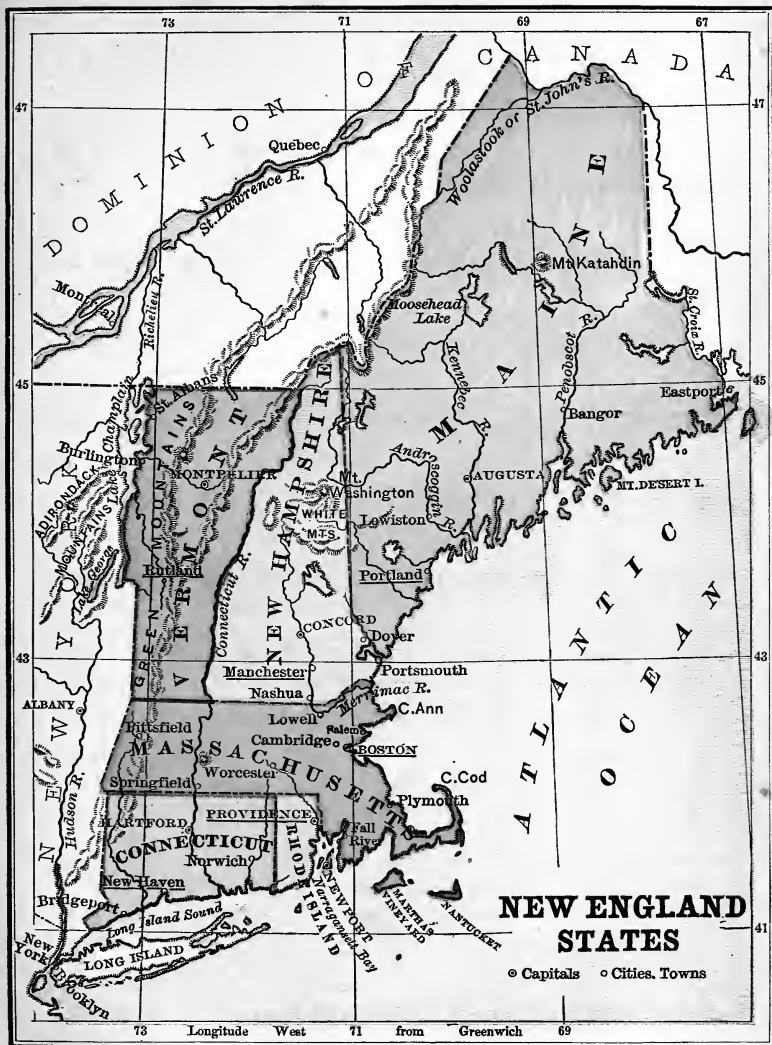 73 71 69 67
DOMINION OF CANADA
47 47
Québec
St. Lawrence R.
Woolastook or St. John's R.
Montreal
Richelieu R.
Mt. Katahdin
MAINE
Moosehead
Lake
Kennebec R.
Penobscot R.
St. Croix R.
45 45
St. Albans
Eastport
Bangor
Lake Champlain
Burlington
MONTPELIER
ADIRONDACK
MOUNTAINS
Lake George
GREEN MOUNTAINS
VERMONT
NEW HAMPSHIRE
Mt.
Washington
WHITE
MTS.
Androscoggin R.
AUGUSTA
MT. DESERT I.
Lewiston
Rutland
Connecticut R.
Portland
ATLANTIC
OCEAN
CONCORD
Dover
43 43
Manchester
Portsmouth
Nashua
Merrimac R.
NEW YORK
ALBANY
Hudson R.
Lowell
C. Ann
Salem
Pittsfield
Cambridge
BOSTON
MASSACHUSETTS
Worcester
C. Cod
Springfield
Plymouth
HARTFORD
PROVIDENCE
Fall
River
CONNECTICUT
Norwich
RHODE ISLAND
New Haven
NEWPORT
Narragansett Bay
MARTHA'S
VINEYARD
NANTUCKET
Bridgeport
Long Island Sound
41 41
LONG ISLAND
New
York
Brooklyn
NEW ENGLAND
STATES
Capitals Cities, Towns
73 Longitude West 71 from Greenwich 69